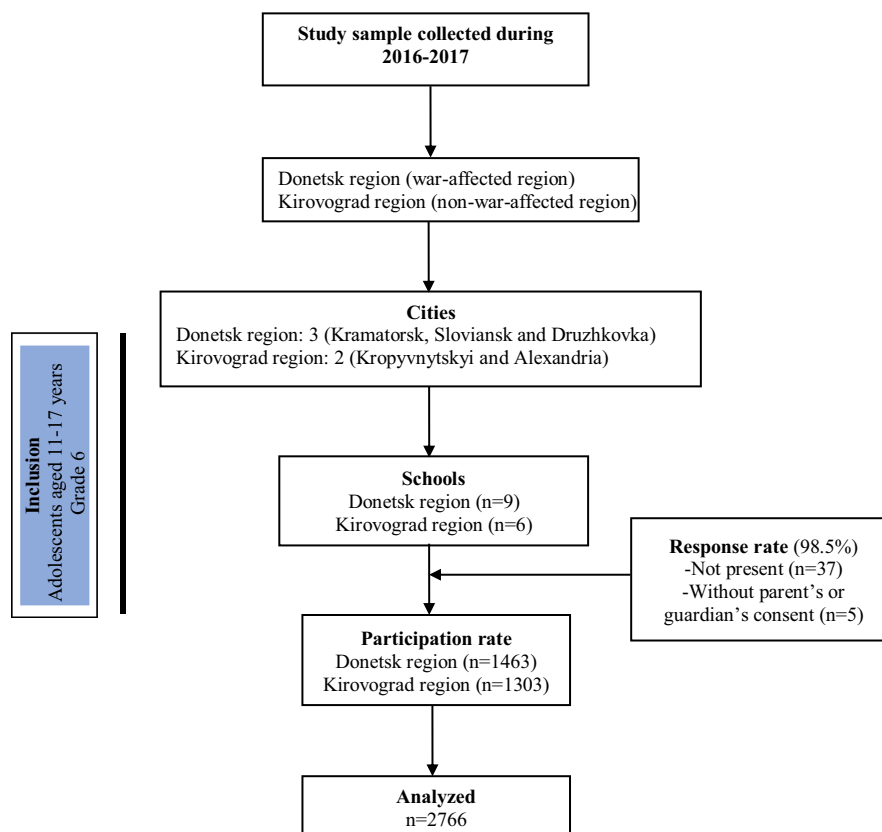 Study sample collected during
2016-2017
Donetsk region (war-affected region)
Kirovograd region (non-war-affected region)
Cities
Donetsk region: 3 (Kramatorsk, Sloviansk and Druzhkovka)
Kirovograd region: 2 (Kropyvnytskyi and Alexandria)
Inclusion
Adolescents aged 11-17 years
Grade 6
Schools
Donetsk region (n=9)
Kirovograd region (n=6)
Response rate (98.5%)
-Not present (n=37)
-Without parent’s or
guardian’s consent (n=5)
Participation rate
Donetsk region (n=1463)
Kirovograd region (n=1303)
Analyzed
n=2766